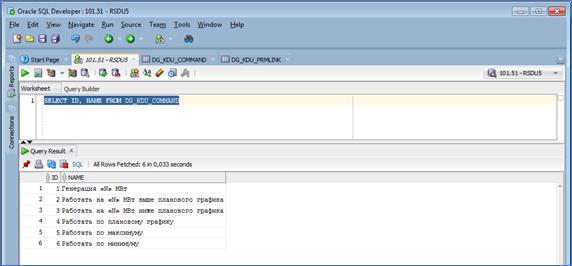 Oracle SQL Developer : 101.51 - RSDU5
File Edit View Navigate Run Source Team Tools Window Help
Start Page 101.51 - RSDU5 DG_KDU_COMMAND DG_KDU_PRMLINK
101.51 - RSDU5
Worksheet Query Builder
1 SELECT ID, NAME FROM DG_KDU_COMMAND
Query Result
SQL | All Rows Fetched: 6 in 0,033 seconds
ID NAME
1 1 Генерация «N» МВт
2 2 Работать на «N» МВт выше планового графика
3 3 Работать на «N» МВт ниже планового графика
4 4 Работать по плановому графику
5 5 Работать по максимуму
6 6 Работать по минимуму
Reports
Connections